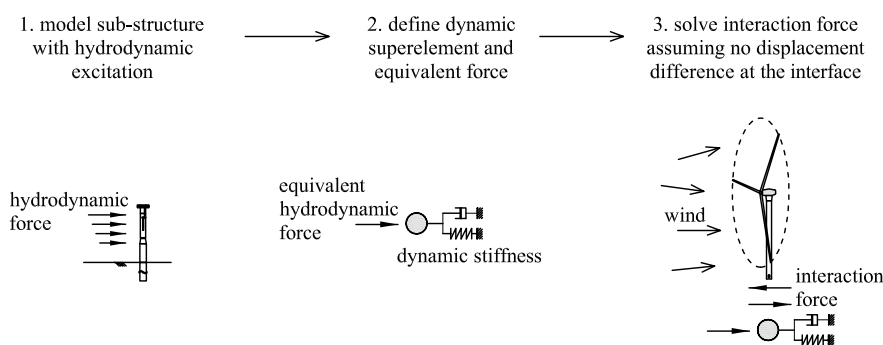 1. model sub-structure
with hydrodynamic
excitation
2. define dynamic
superelement and
equivalent force
3. solve interaction force
assuming no displacement
difference at the interface
hydrodynamic
force
equivalent
hydrodynamic
force
dynamic stiffness
wind
interaction
force